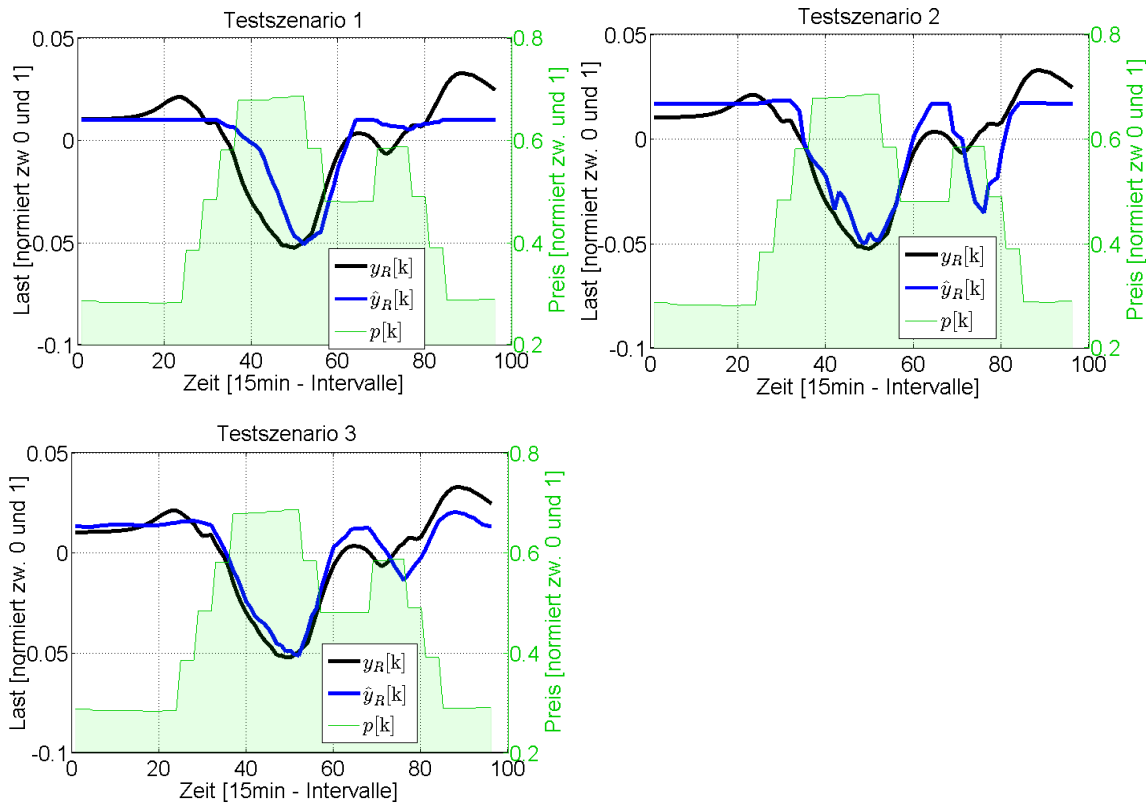 Testszenario 1
0.05
0
-0.05
-0.1
0.8
0.6
0.4
0.2
0
20
40
60
80
100
Last [normiert zw 0 und 1]
Preis [normiert zw. und 1]
Zeit [15min - Intervalle]
y_R[k]
ŷ_R[k]
p[k]
Testszenario 2
0.05
0
-0.05
-0.1
0.8
0.6
0.4
0.2
0
20
40
60
80
100
Last [normiert zw. 0 und 1]
Preis [normiert zw 0 und 1]
Zeit [15min - Intervalle]
y_R[k]
ŷ_R[k]
p[k]
Testszenario 3
0.05
0
-0.05
-0.1
0.8
0.6
0.4
0.2
0
20
40
60
80
100
Last [normiert zw. 0 und 1]
Preis [normiert zw. 0 und 1]
Zeit [15min - Intervalle]
y_R[k]
ŷ_R[k]
p[k]